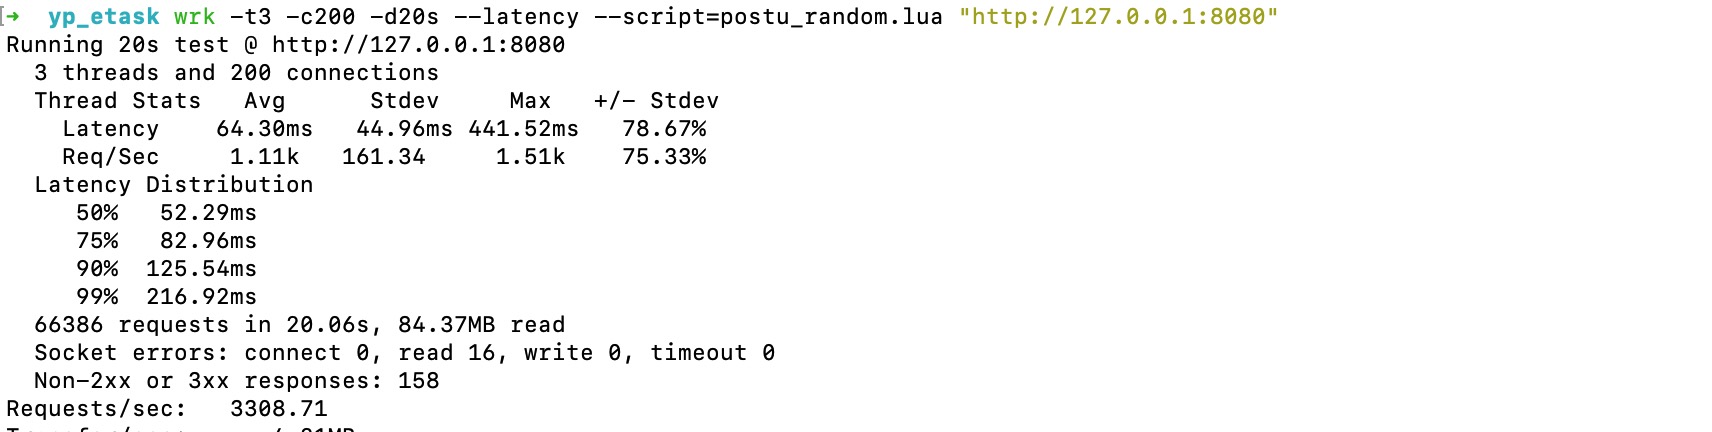 [→ yp_etask wrk -t3 -c200 -d20s --latency --script=postu_random.lua "http://127.0.0.1:8080"
Running 20s test @ http://127.0.0.1:8080
  3 threads and 200 connections
  Thread Stats   Avg      Stdev     Max   +/- Stdev
    Latency    64.30ms   44.96ms 441.52ms   78.67%
    Req/Sec     1.11k   161.34     1.51k    75.33%
  Latency Distribution
     50%   52.29ms
     75%   82.96ms
     90%  125.54ms
     99%  216.92ms
  66386 requests in 20.06s, 84.37MB read
  Socket errors: connect 0, read 16, write 0, timeout 0
  Non-2xx or 3xx responses: 158
Requests/sec:   3308.71